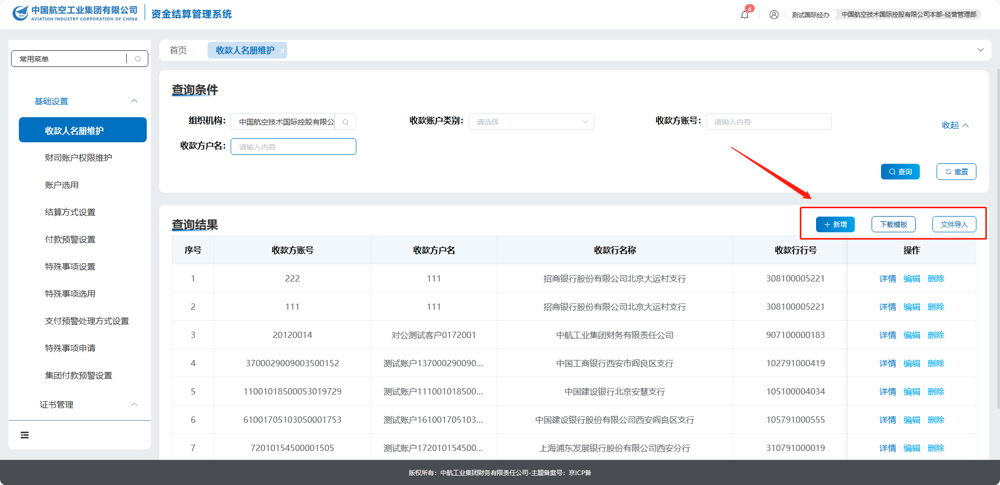 中国航空工业集团有限公司
AVIATION INDUSTRY CORPORATION OF CHINA
资金结算管理系统
4
测试国际经办
中国航空技术国际控股有限公司本部-经营管理部
常用菜单
基础设置
收款人名册维护
财司账户权限维护
账户选用
结算方式设置
付款预警设置
特殊事项设置
特殊事项选用
支付预警处理方式设置
特殊事项申请
集团付款预警设置
证书管理
首页
收款人名册维护
查询条件
组织机构：
中国航空技术国际控股有限公
收款账户类别：
请选择
收款方账号：
请输入内容
收起
收款方户名：
请输入内容
查询
重置
查询结果
新增
下载模板
文件导入
序号 收款方账号 收款方户名 收款行名称 收款行行号 操作
1 222 111 招商银行股份有限公司北京大运村支行 308100005221 详情 编辑 删除
2 111 111 招商银行股份有限公司北京大运村支行 308100005221 详情 编辑 删除
3 20120014 对公测试客户0172001 中航工业集团财务有限责任公司 907100000183 详情 编辑 删除
4 3700029009003500152 测试账户137000290090... 中国工商银行西安市阎良区支行 102791000419 详情 编辑 删除
5 11001018500053019729 测试账户111001018500... 中国建设银行北京安慧支行 105100004034 详情 编辑 删除
6 61001705103050001753 测试账户161001705103... 中国建设银行股份有限公司西安阎良区支行 105791000555 详情 编辑 删除
7 72010154500001505 测试账户172010154500... 上海浦东发展银行股份有限公司西安分行 310791000019 详情 编辑 删除
版权所有：中航工业集团财务有限责任公司-主题备案号：京ICP备